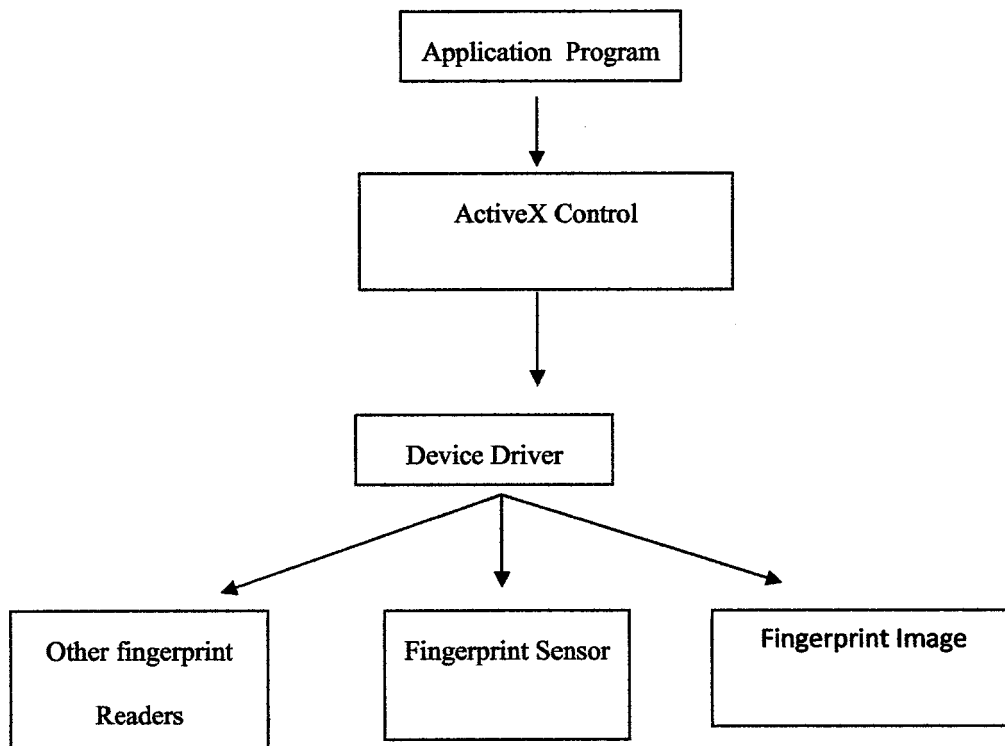 Application Program
ActiveX Control
Device Driver
Other fingerprint
Readers
Fingerprint Sensor
Fingerprint Image